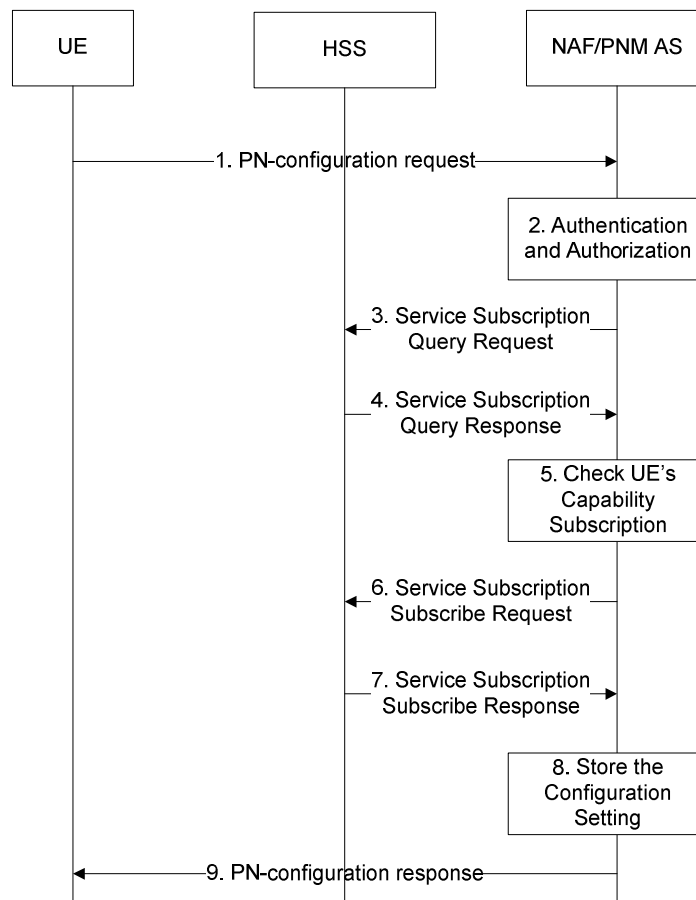 UE
HSS
NAF/PNM AS
1. PN-configuration request
2. Authentication
and Authorization
3. Service Subscription
Query Request
4. Service Subscription
Query Response
5. Check UE’s
Capability
Subscription
6. Service Subscription
Subscribe Request
7. Service Subscription
Subscribe Response
8. Store the
Configuration
Setting
9. PN-configuration response